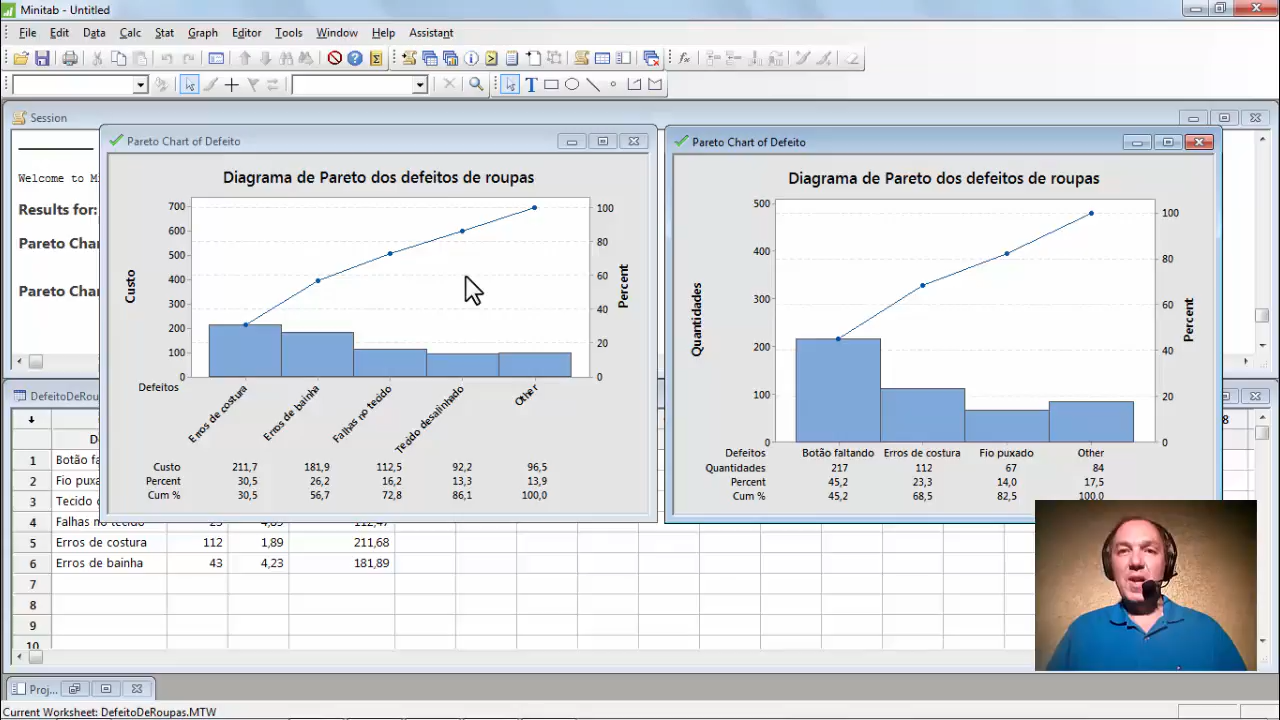 Minitab - Untitled
File Edit Data Calc Stat Graph Editor Tools Window Help Assistant
Session
Welcome to
Results for:
Pareto
Pareto
Pareto Chart of Defeito
Diagrama de Pareto dos defeitos de roupas
700
600
500
400
300
200
100
0
Custo
100
80
60
40
20
0
Percent
Defeitos
Erros de costura
Erros de bainha
Falhas no tecido
Tecido desalinhado
Other
Custo 211,7 181,9 112,5 92,2 96,5
Percent 30,5 26,2 16,2 13,3 13,9
Cum % 30,5 56,7 72,8 86,1 100,0
Pareto Chart of Defeito
Diagrama de Pareto dos defeitos de roupas
500
400
300
200
100
0
Quantidades
100
80
60
40
20
0
Percent
Defeitos Botão faltando Erros de costura Fio puxado Other
Quantidades 217 112 67 84
Percent 45,2 23,3 14,0 17,5
Cum % 45,2 68,5 82,5 100,0
1 Botão
2 Fio
3 Tecido
4 Falhas no tecido
5 Erros de costura 112 1,89 211,68
6 Erros de bainha 43 4,23 181,89
7
8
9
10
Proj...
Current Worksheet: DefeitoDeRoupas.MTW